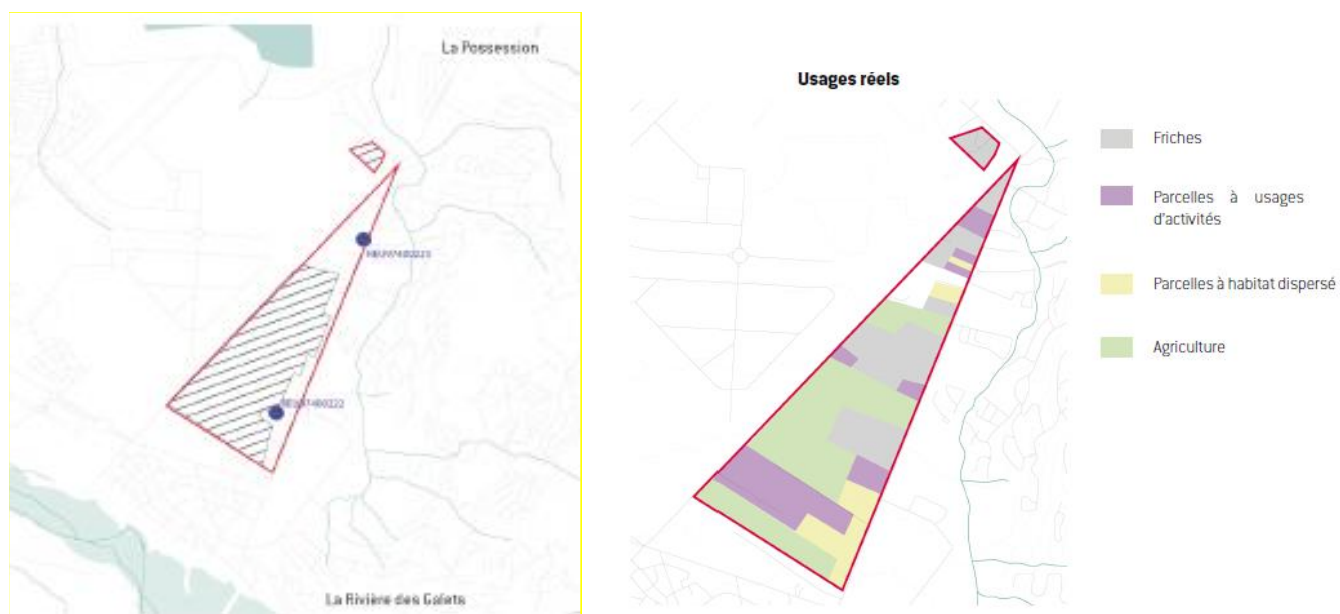 La Possession
La Rivière des Galets
Usages réels
Friches
Parcelles à usages
d'activités
Parcelles à habitat dispersé
Agriculture